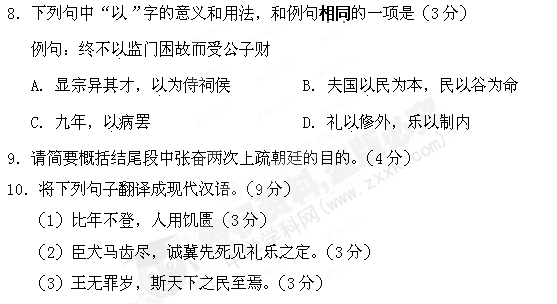 8. 下列句中“以”字的意义和用法，和例句相同的一项是（3分）
例句：终不以监门困故而受公子财
A. 显宗异其才，以为侍祠侯 B. 夫国以民为本，民以谷为命
C. 九年，以病罢 D. 礼以修外，乐以制内
9. 请简要概括结尾段中张奋两次上疏朝廷的目的。（4分）
10. 将下列句子翻译成现代汉语。（9分）
（1）比年不登，人用饥匮（3分）
（2）臣犬马齿尽，诚冀先死见礼乐之定。（3分）
（3）王无罪岁，斯天下之民至焉。（3分）